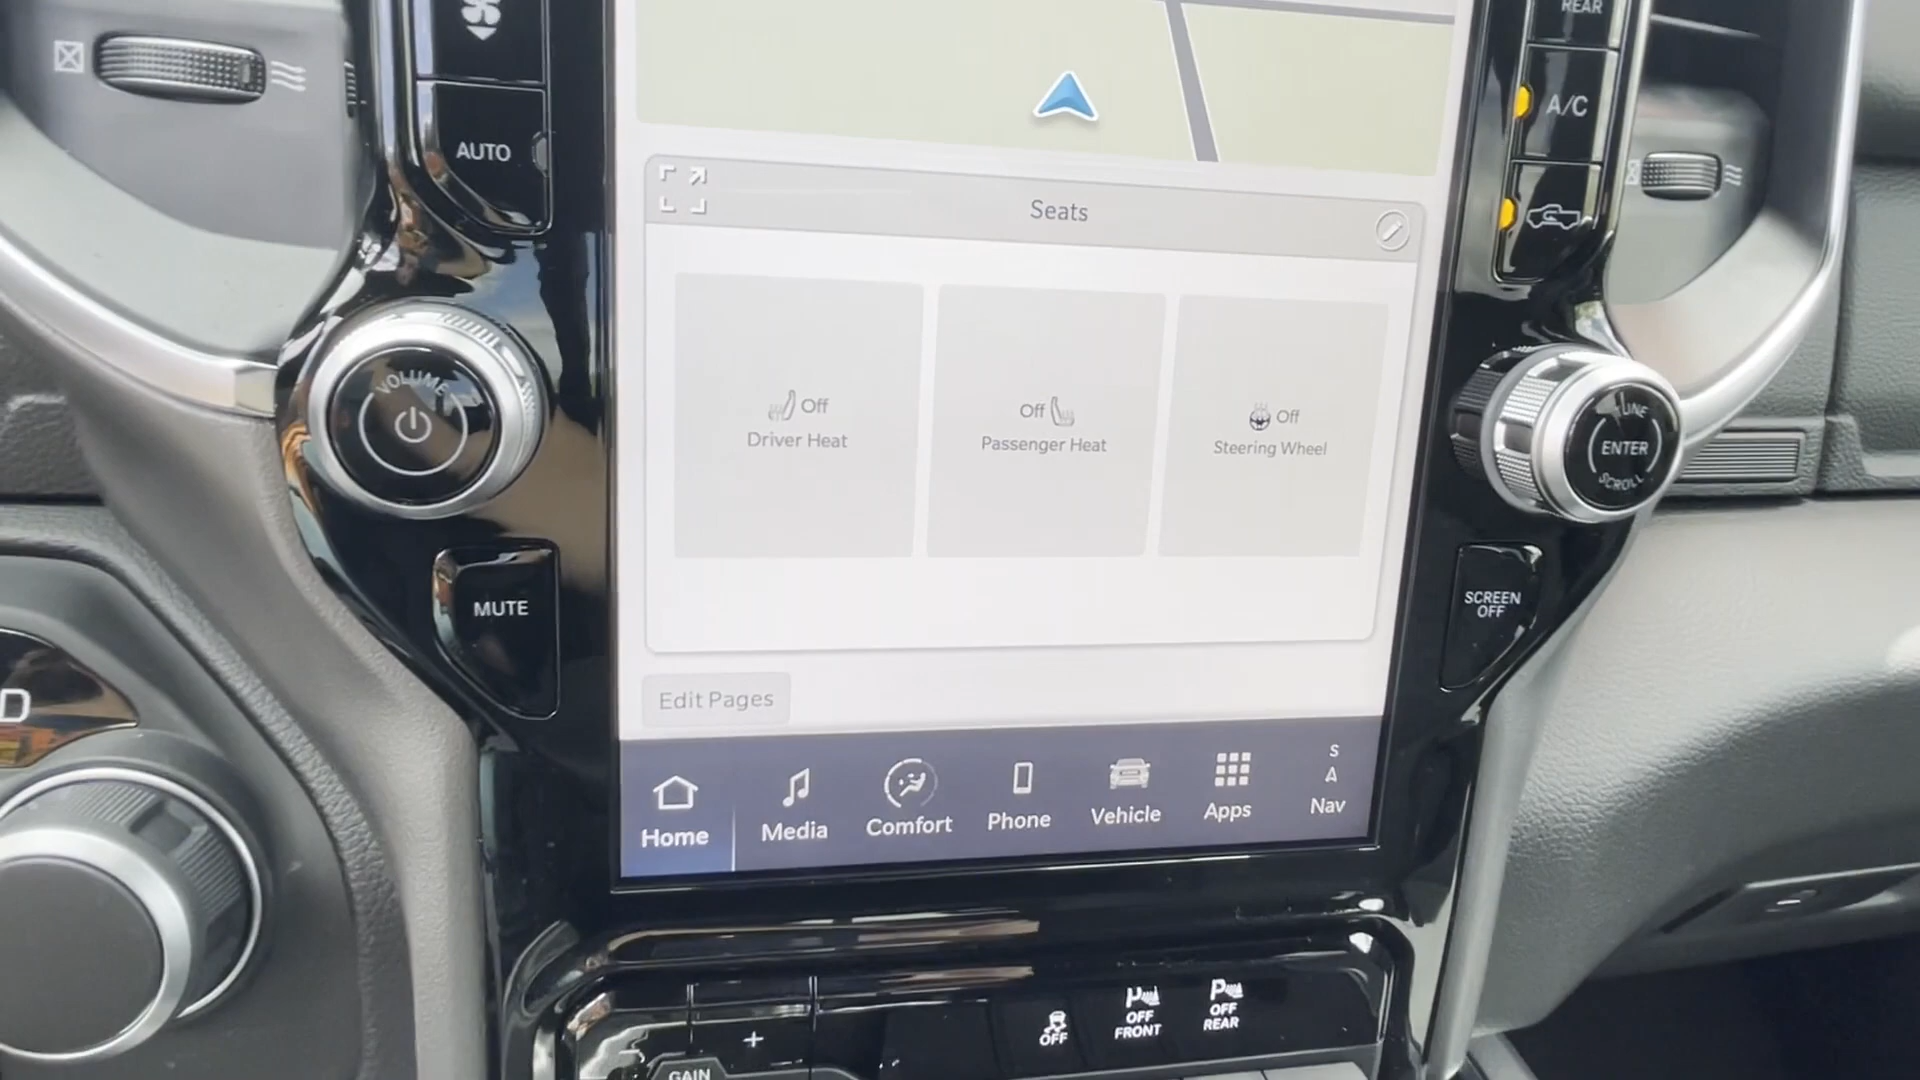 REAR
AUTO
A/C
Seats
VOLUME
Off
Driver Heat
Off
Passenger Heat
Off
Steering Wheel
TUNE
ENTER
SCROLL
MUTE
SCREEN
OFF
D
Edit Pages
Home
Media
Comfort
Phone
Vehicle
Apps
S
A
Nav
OFF
P
OFF
FRONT
P
OFF
REAR
+
GAIN